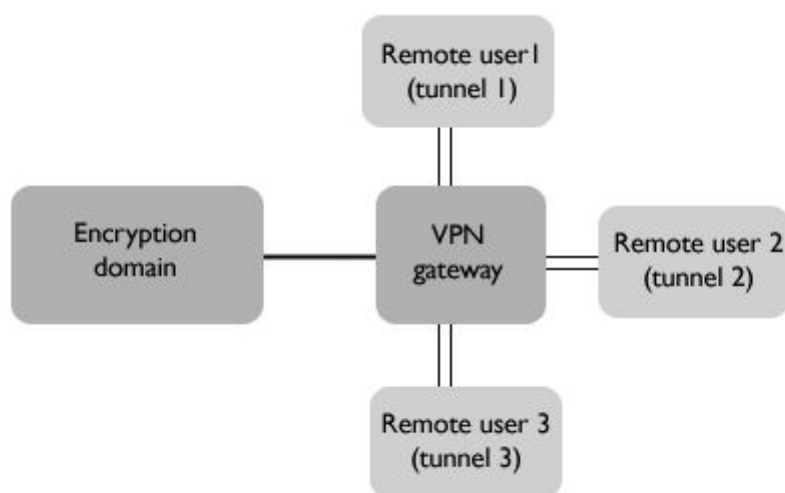 Remote user1
(tunnel 1)
Encryption
domain
VPN
gateway
Remote user 2
(tunnel 2)
Remote user 3
(tunnel 3)